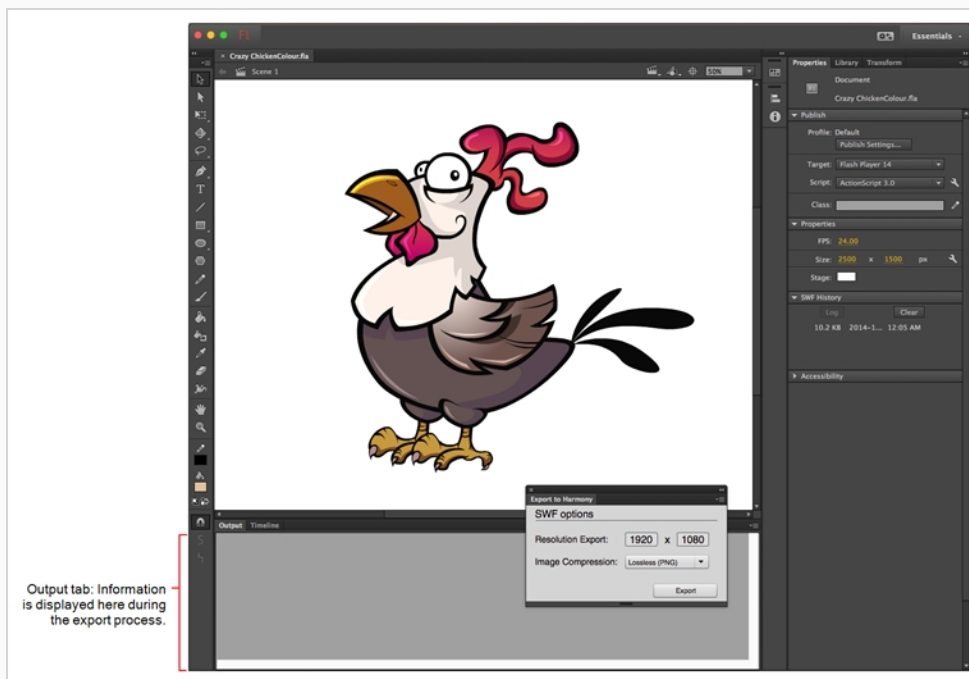 Fl
Essentials
× Crazy ChickenColour.fla
Scene 1
50%
Properties Library Transform
Document
Crazy ChickenColour.fla
Publish
Profile: Default
Publish Settings...
Target: Flash Player 14
Script: ActionScript 3.0
Class:
Properties
FPS: 24.00
Size: 2500 x 1500 px
Stage:
SWF History
Log Clear
10.2 KB 2014-1... 12:05 AM
Accessibility
T
Output Timeline
Export to Harmony
SWF options
Resolution Export: 1920 x 1080
Image Compression: Lossless (PNG)
Export
Output tab: Information
is displayed here during
the export process.